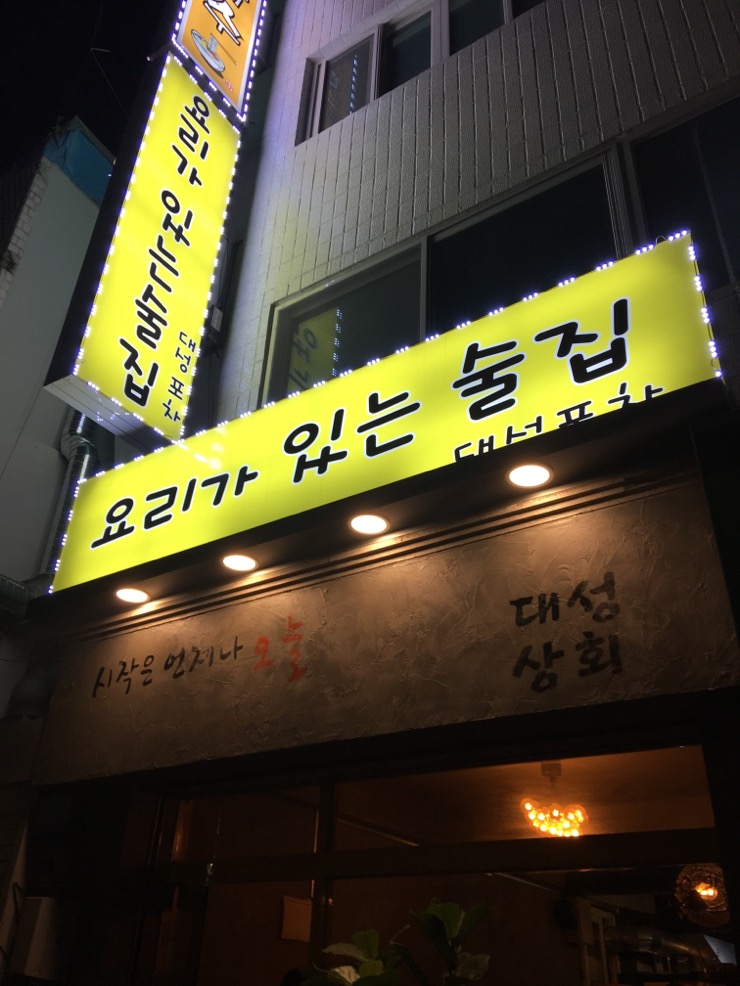 요리가 있는 술집
대성포차
요리가 있는 술집
대성포차
시작은 언제나 오늘
대성
상회